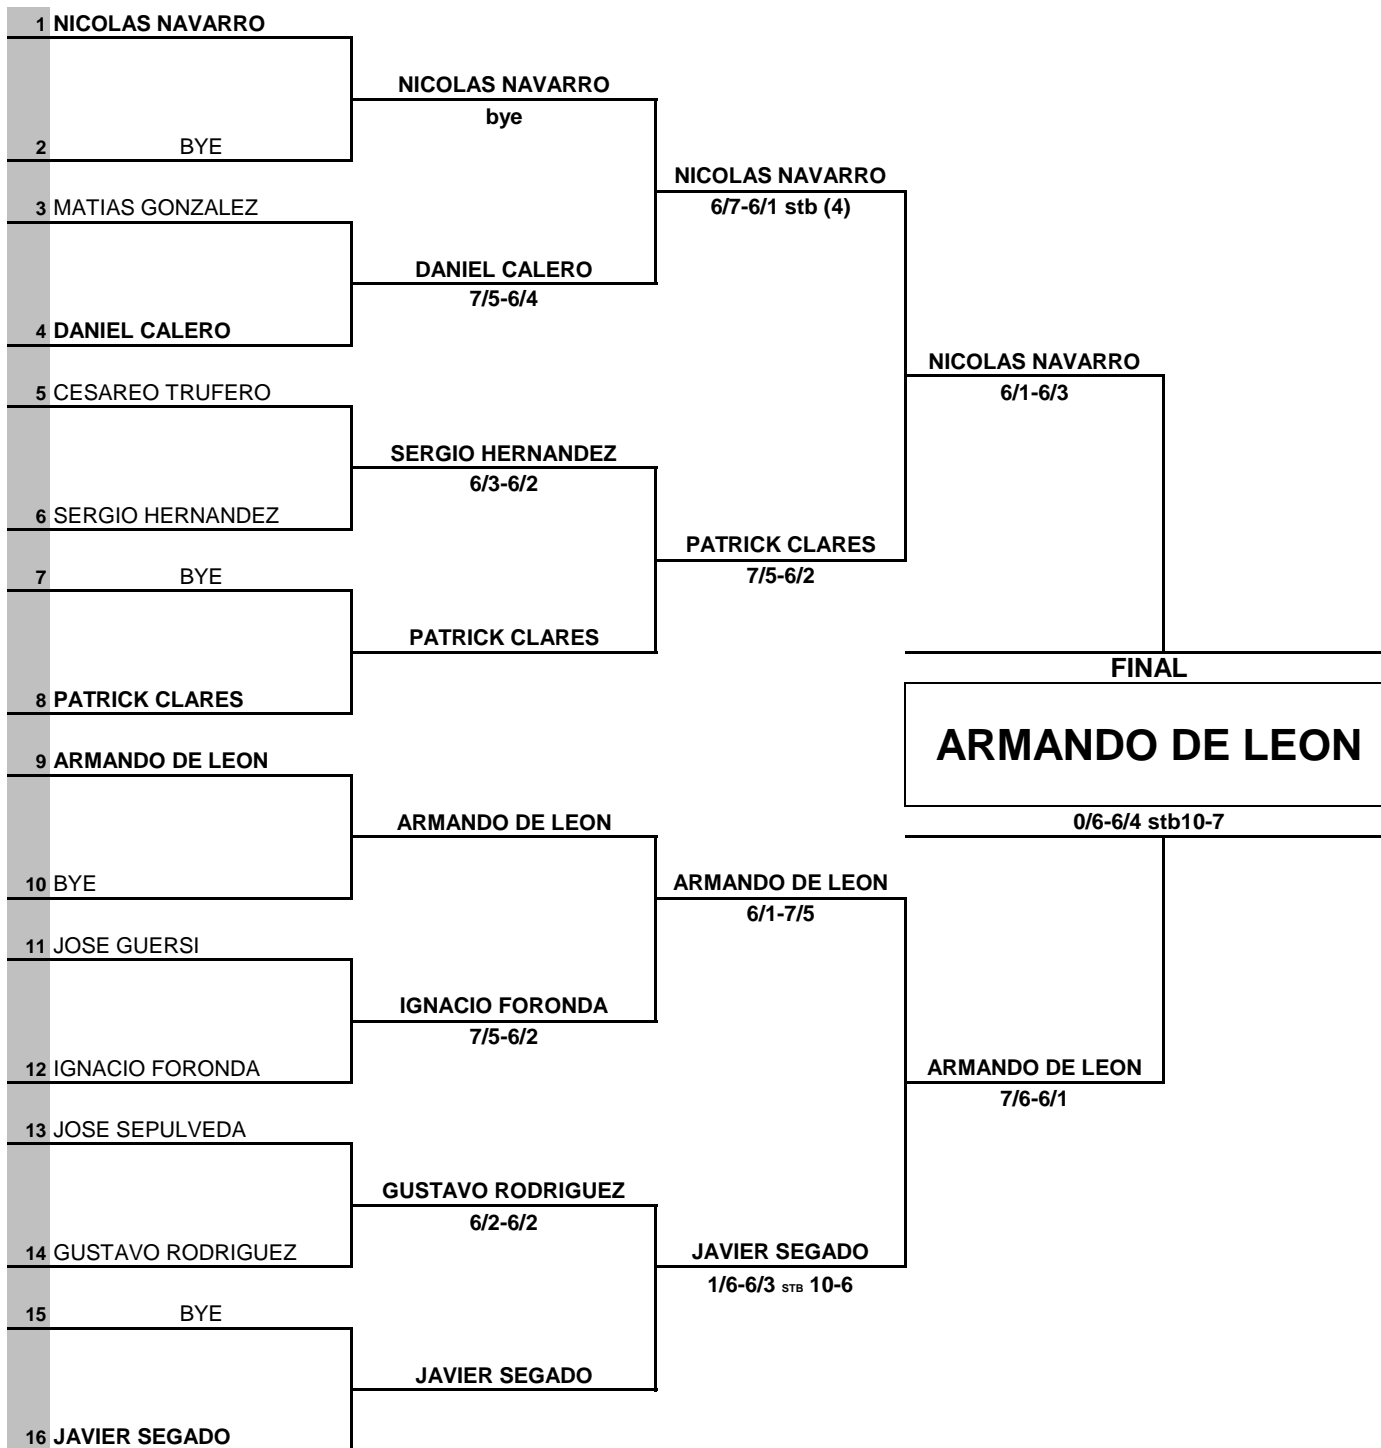 1 NICOLAS NAVARRO
NICOLAS NAVARRO
bye
2 BYE
NICOLAS NAVARRO
6/7-6/1 stb (4)
3 MATIAS GONZALEZ
DANIEL CALERO
7/5-6/4
4 DANIEL CALERO
NICOLAS NAVARRO
6/1-6/3
5 CESAREO TRUFERO
SERGIO HERNANDEZ
6/3-6/2
6 SERGIO HERNANDEZ
PATRICK CLARES
7/5-6/2
7 BYE
PATRICK CLARES
FINAL
8 PATRICK CLARES
ARMANDO DE LEON
9 ARMANDO DE LEON
ARMANDO DE LEON
0/6-6/4 stb10-7
10 BYE
ARMANDO DE LEON
6/1-7/5
11 JOSE GUERSI
IGNACIO FORONDA
7/5-6/2
12 IGNACIO FORONDA
ARMANDO DE LEON
7/6-6/1
13 JOSE SEPULVEDA
GUSTAVO RODRIGUEZ
6/2-6/2
14 GUSTAVO RODRIGUEZ
JAVIER SEGADO
1/6-6/3 STB 10-6
15 BYE
JAVIER SEGADO
16 JAVIER SEGADO